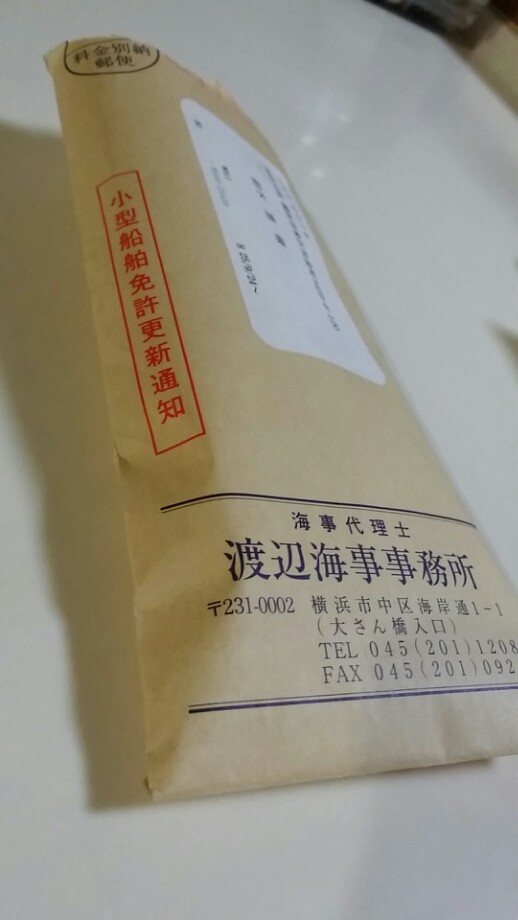 料金別納
郵便
小型船舶免許更新通知
海事代理士
渡辺海事事務所
〒231-0002 横浜市中区海岸通1-1
(大さん橋入口)
TEL 045(201)1208
FAX 045(201)092